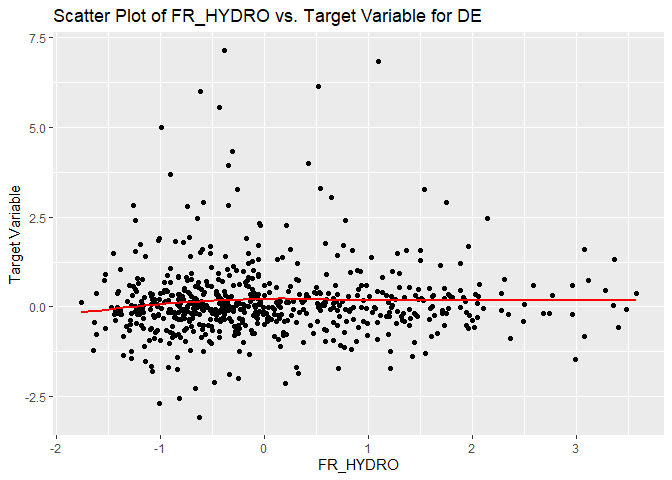 Scatter Plot of FR_HYDRO vs. Target Variable for DE
7.5
5.0
2.5
0.0
-2.5
Target Variable
-2 -1 0 1 2 3
FR_HYDRO